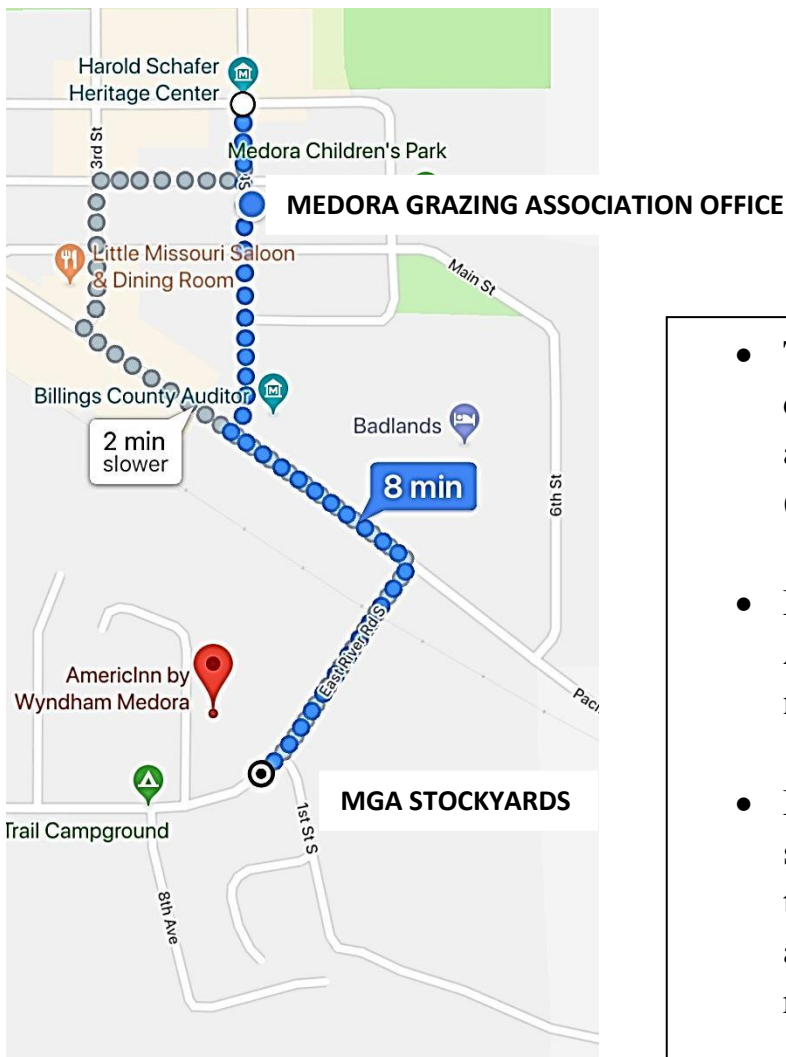 Harold Schafer
Heritage Center
3rd St
Medora Children's Park
St
MEDORA GRAZING ASSOCIATION OFFICE
Little Missouri Saloon
& Dining Room
Main St
Billings County Auditor
2 min
slower
Badlands
8 min
6th St
East River Rd S
AmericInn by
Wyndham Medora
Paci
MGA STOCKYARDS
Trail Campground
1st St S
8th Ave